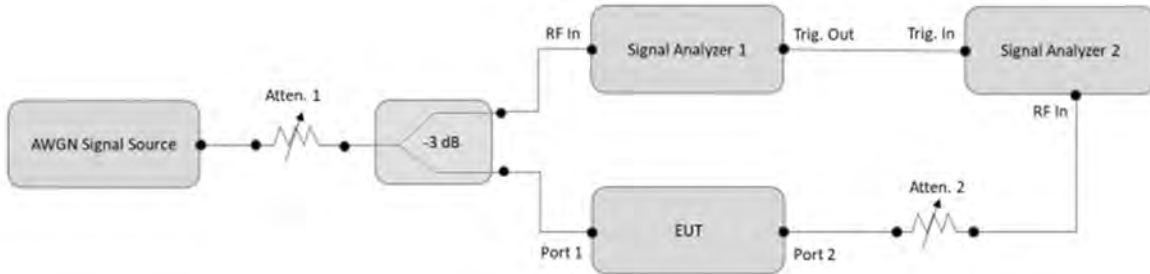 RF In
Signal Analyzer 1
Trig. Out
Trig. In
Signal Analyzer 2
RF In
Atten. 1
AWGN Signal Source
-3 dB
Atten. 2
Port 1
EUT
Port 2